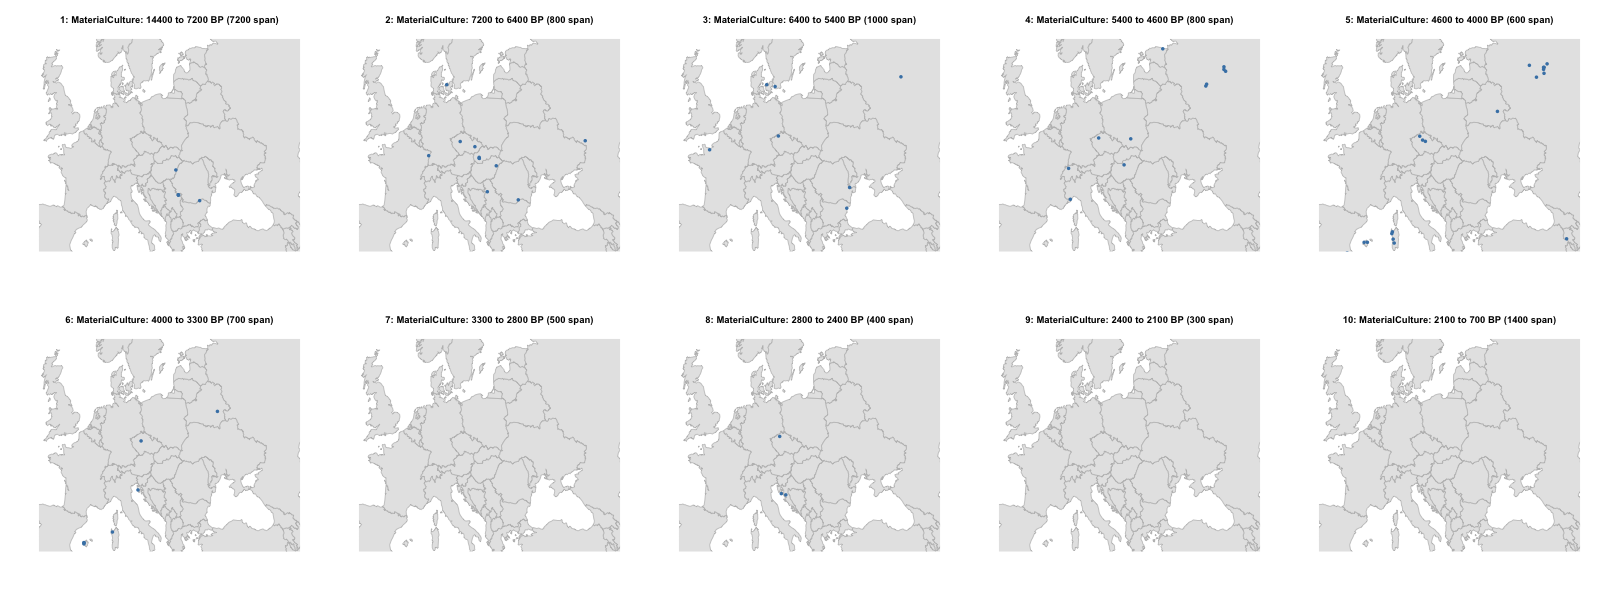 1: MaterialCulture: 14400 to 7200 BP (7200 span)
2: MaterialCulture: 7200 to 6400 BP (800 span)
3: MaterialCulture: 6400 to 5400 BP (1000 span)
4: MaterialCulture: 5400 to 4600 BP (800 span)
5: MaterialCulture: 4600 to 4000 BP (600 span)
6: MaterialCulture: 4000 to 3300 BP (700 span)
7: MaterialCulture: 3300 to 2800 BP (500 span)
8: MaterialCulture: 2800 to 2400 BP (400 span)
9: MaterialCulture: 2400 to 2100 BP (300 span)
10: MaterialCulture: 2100 to 700 BP (1400 span)